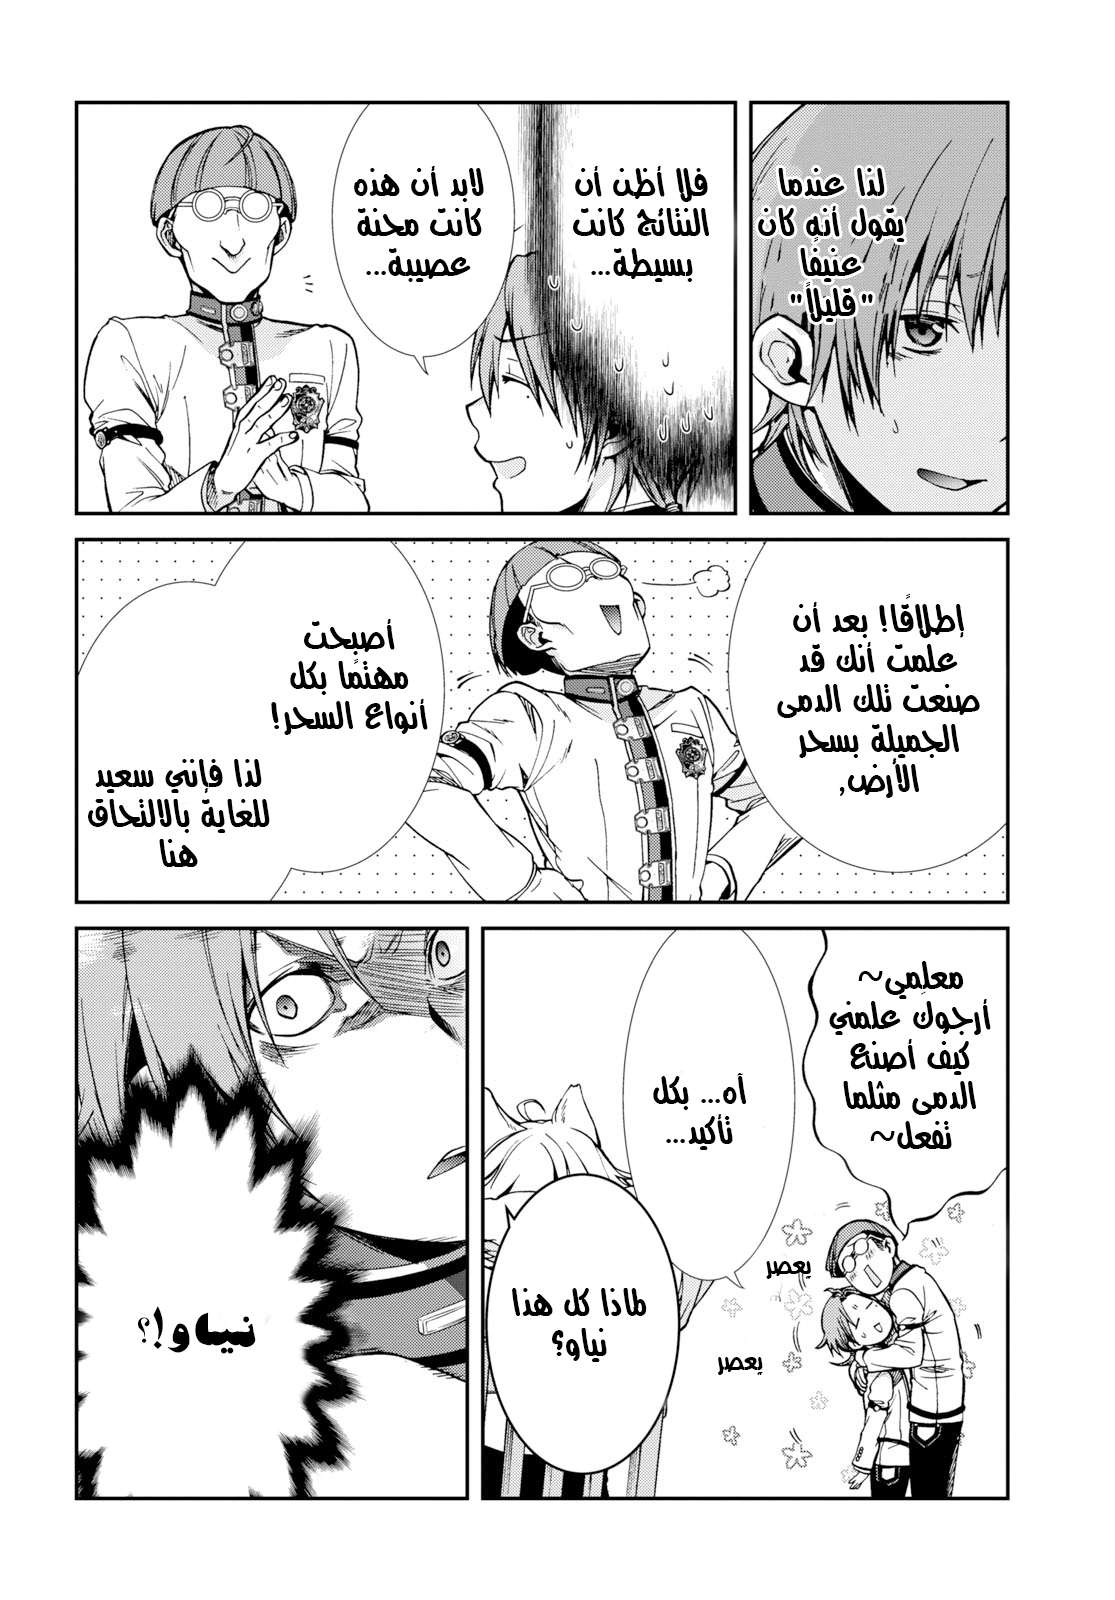 لذا عندما
يقول أنه كان
عنيفًا
"قليلاً"
فلا أظن أن
النتائج كانت
بسيطة...
لابد أن هذه
كانت محنة
عصيبة...
إطلاقًا! بعد أن
علمت أنك قد
صنعت تلك الدمى
الجميلة بسحر
الأرض,
أصبحت
مهتمًا بكل
أنواع السحر!
لذا فإنني سعيد
للغاية بالالتحاق
هنا
معلِمي~
أرجوك علمني
كيف أصنع
الدمى مثلما
تفعل~
يعصر
يعصر
أه... بكل
تأكيد...
لماذا كل هذا
نياو؟
نياو!؟